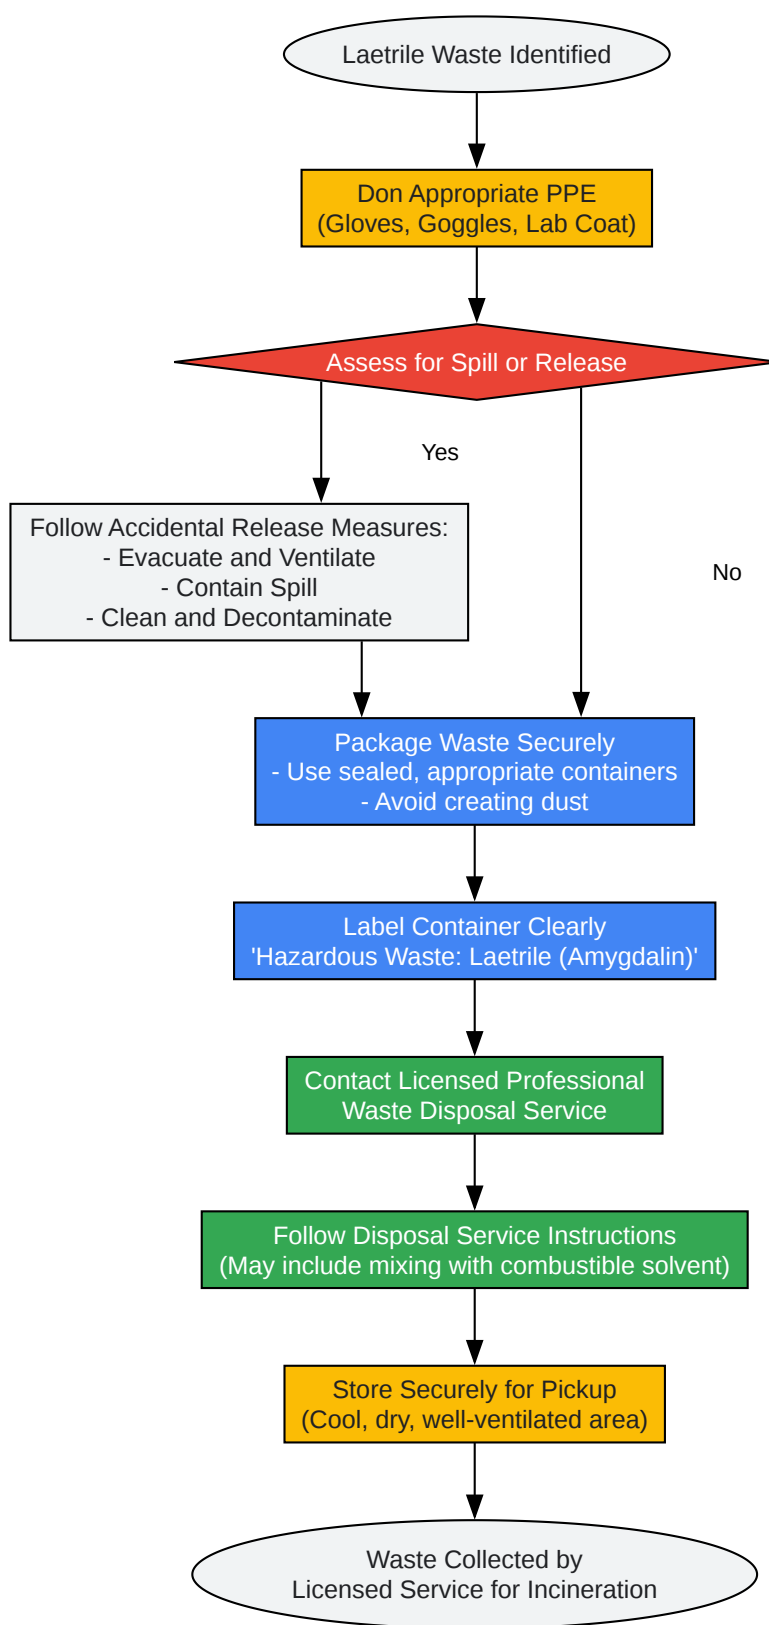 Laetrile Waste Identified
Don Appropriate PPE
(Gloves, Goggles, Lab Coat)
Assess for Spill or Release
Yes
Follow Accidental Release Measures:
- Evacuate and Ventilate
- Contain Spill
- Clean and Decontaminate
No
Package Waste Securely
- Use sealed, appropriate containers
- Avoid creating dust
Label Container Clearly
'Hazardous Waste: Laetrile (Amygdalin)'
Contact Licensed Professional
Waste Disposal Service
Follow Disposal Service Instructions
(May include mixing with combustible solvent)
Store Securely for Pickup
(Cool, dry, well-ventilated area)
Waste Collected by
Licensed Service for Incineration